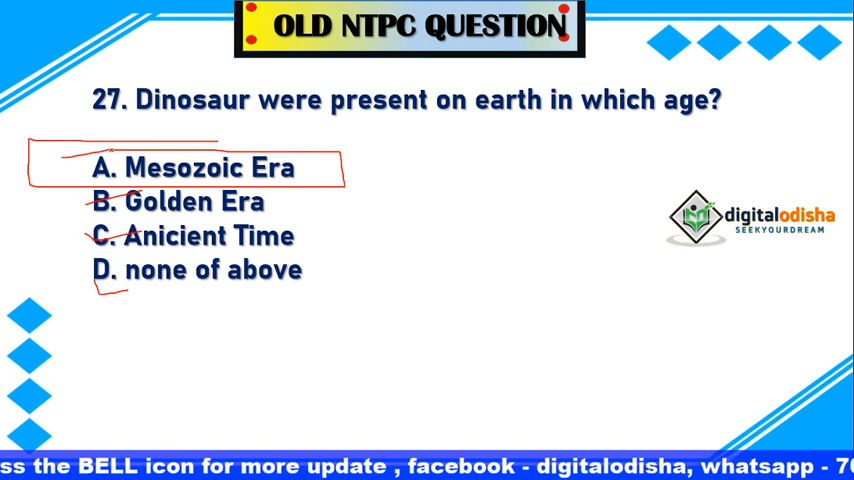 OLD NTPC QUESTION
27. Dinosaur were present on earth in which age?
A. Mesozoic Era
B. Golden Era
C. Anicient Time
D. none of above
digitalodisha
SEEKYOURDREAM
ss the BELL icon for more update , facebook - digitalodisha, whatsapp - 70